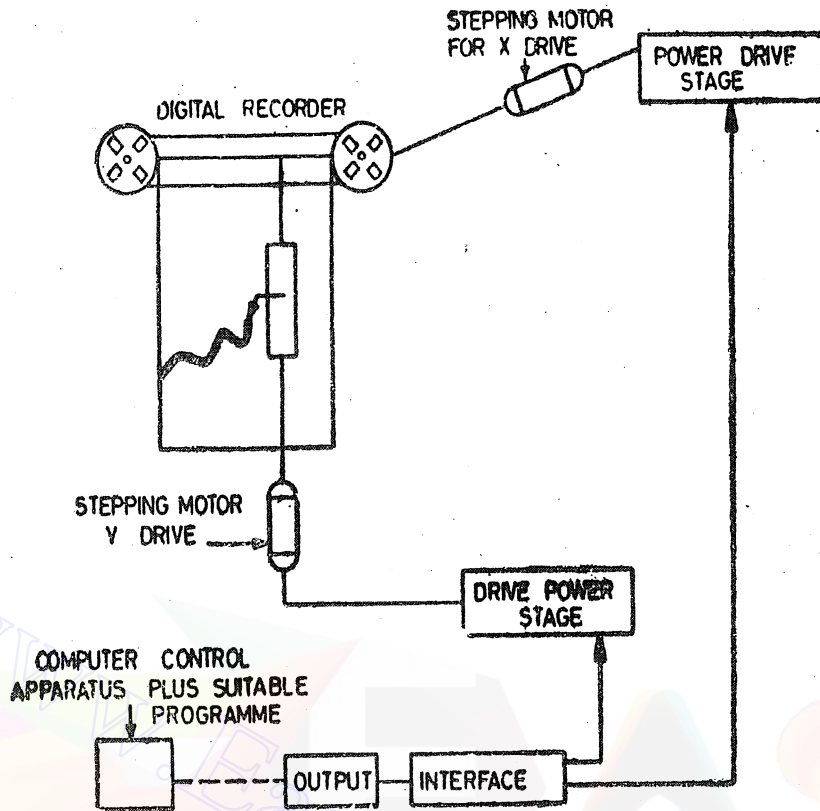 STEPPING MOTOR
FOR X DRIVE
POWER DRIVE
STAGE
DIGITAL RECORDER
STEPPING MOTOR
Y DRIVE
DRIVE POWER
STAGE
COMPUTER CONTROL
APPARATUS PLUS SUITABLE
PROGRAMME
OUTPUT
INTERFACE